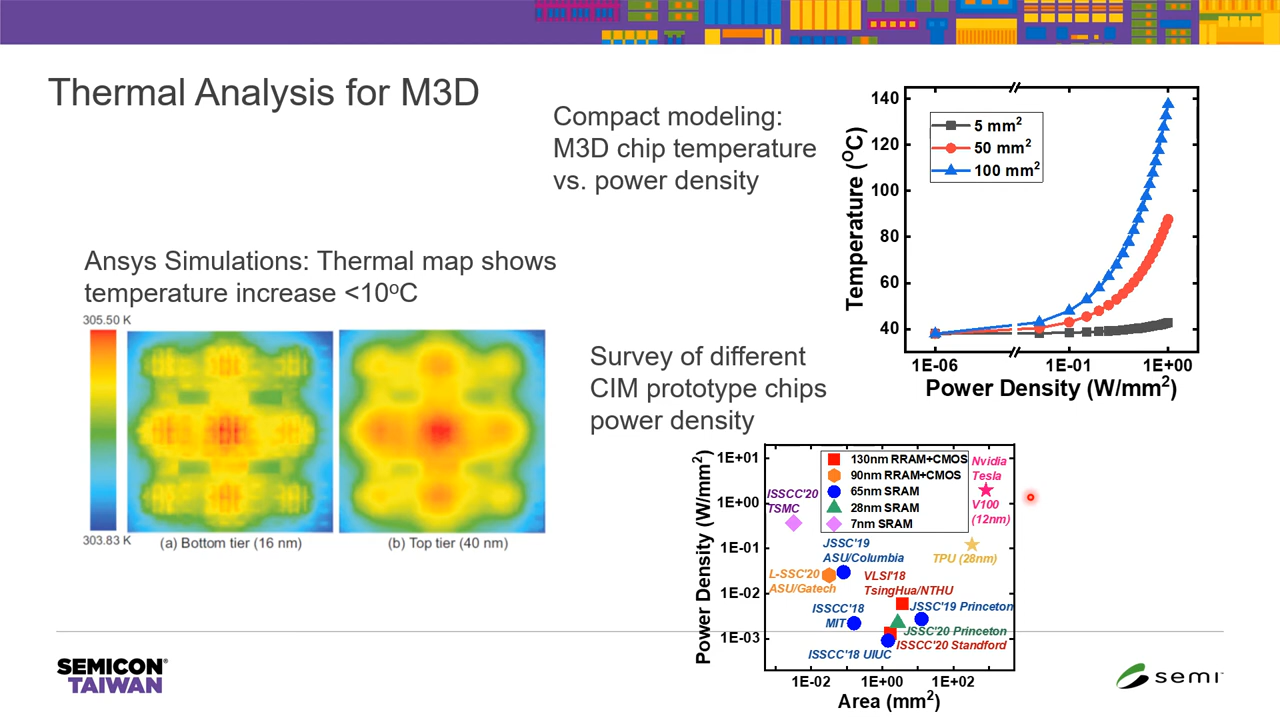 Thermal Analysis for M3D
Compact modeling:
M3D chip temperature
vs. power density
140
120
100
80
60
40
Temperature (OC)
5 mm2
50 mm2
100 mm2
1E-06
1E-01
1E+00
Power Density (W/mm2)
Ansys Simulations: Thermal map shows
temperature increase <10oC
305.50 K
303.83 K
(a) Bottom tier (16 nm)
(b) Top tier (40 nm)
Survey of different
CIM prototype chips
power density
Power Density (W/mm2)
1E+01
1E+00
1E-01
1E-02
1E-03
130nm RRAM+CMOS
90nm RRAM+CMOS
65nm SRAM
28nm SRAM
7nm SRAM
Nvidia
Tesla
V100
(12nm)
ISSCC'20
TSMC
JSSC'19
ASU/Columbia
TPU (28nm)
L-SSC'20
ASU/Gatech
VLSI'18
TsingHua/NTHU
ISSCC'18
MIT
JSSC'19 Princeton
JSSC'20 Princeton
ISSCC'20 Standford
ISSCC'18 UIUC
1E-02
1E+00
1E+02
Area (mm2)
SEMICON®
TAIWAN
semi